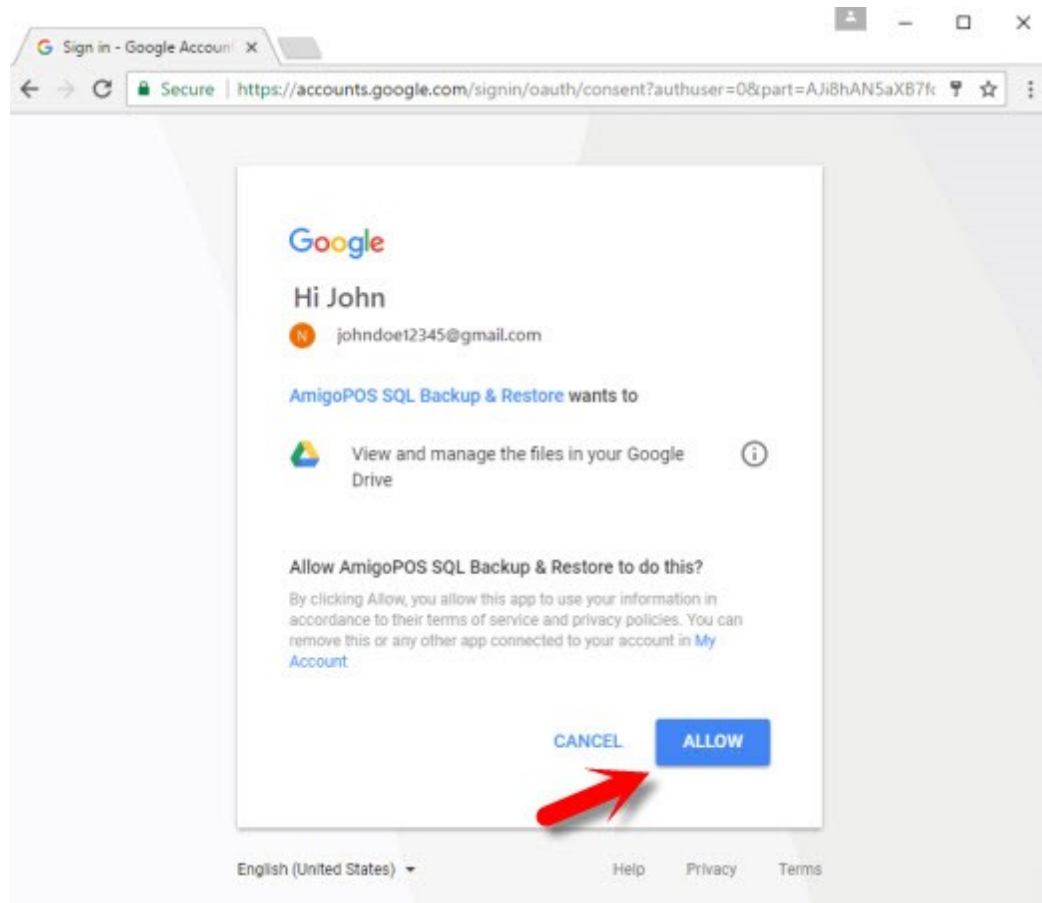 Sign in - Google Accoun
Secure https://accounts.google.com/signin/oauth/consent?authuser=0&part=AJi8hAN5aXB7fc
Google
Hi John
N johndoe12345@gmail.com
AmigoPOS SQL Backup & Restore wants to
View and manage the files in your Google
Drive
Allow AmigoPOS SQL Backup & Restore to do this?
By clicking Allow, you allow this app to use your information in
accordance to their terms of service and privacy policies. You can
remove this or any other app connected to your account in My
Account
CANCEL ALLOW
English (United States) Help Privacy Terms